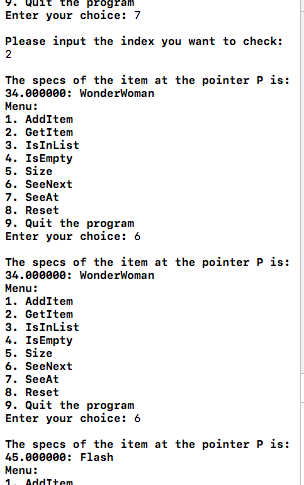 9. Quit the program
Enter your choice: 7
Please input the index you want to check:
2
The specs of the item at the pointer P is:
34.000000: WonderWoman
Menu:
1. AddItem
2. GetItem
3. IsInList
4. IsEmpty
5. Size
6. SeeNext
7. SeeAt
8. Reset
9. Quit the program
Enter your choice: 6
The specs of the item at the pointer P is:
34.000000: WonderWoman
Menu:
1. AddItem
2. GetItem
3. IsInList
4. IsEmpty
5. Size
6. SeeNext
7. SeeAt
8. Reset
9. Quit the program
Enter your choice: 6
The specs of the item at the pointer P is:
45.000000: Flash
Menu:
1. AddItem